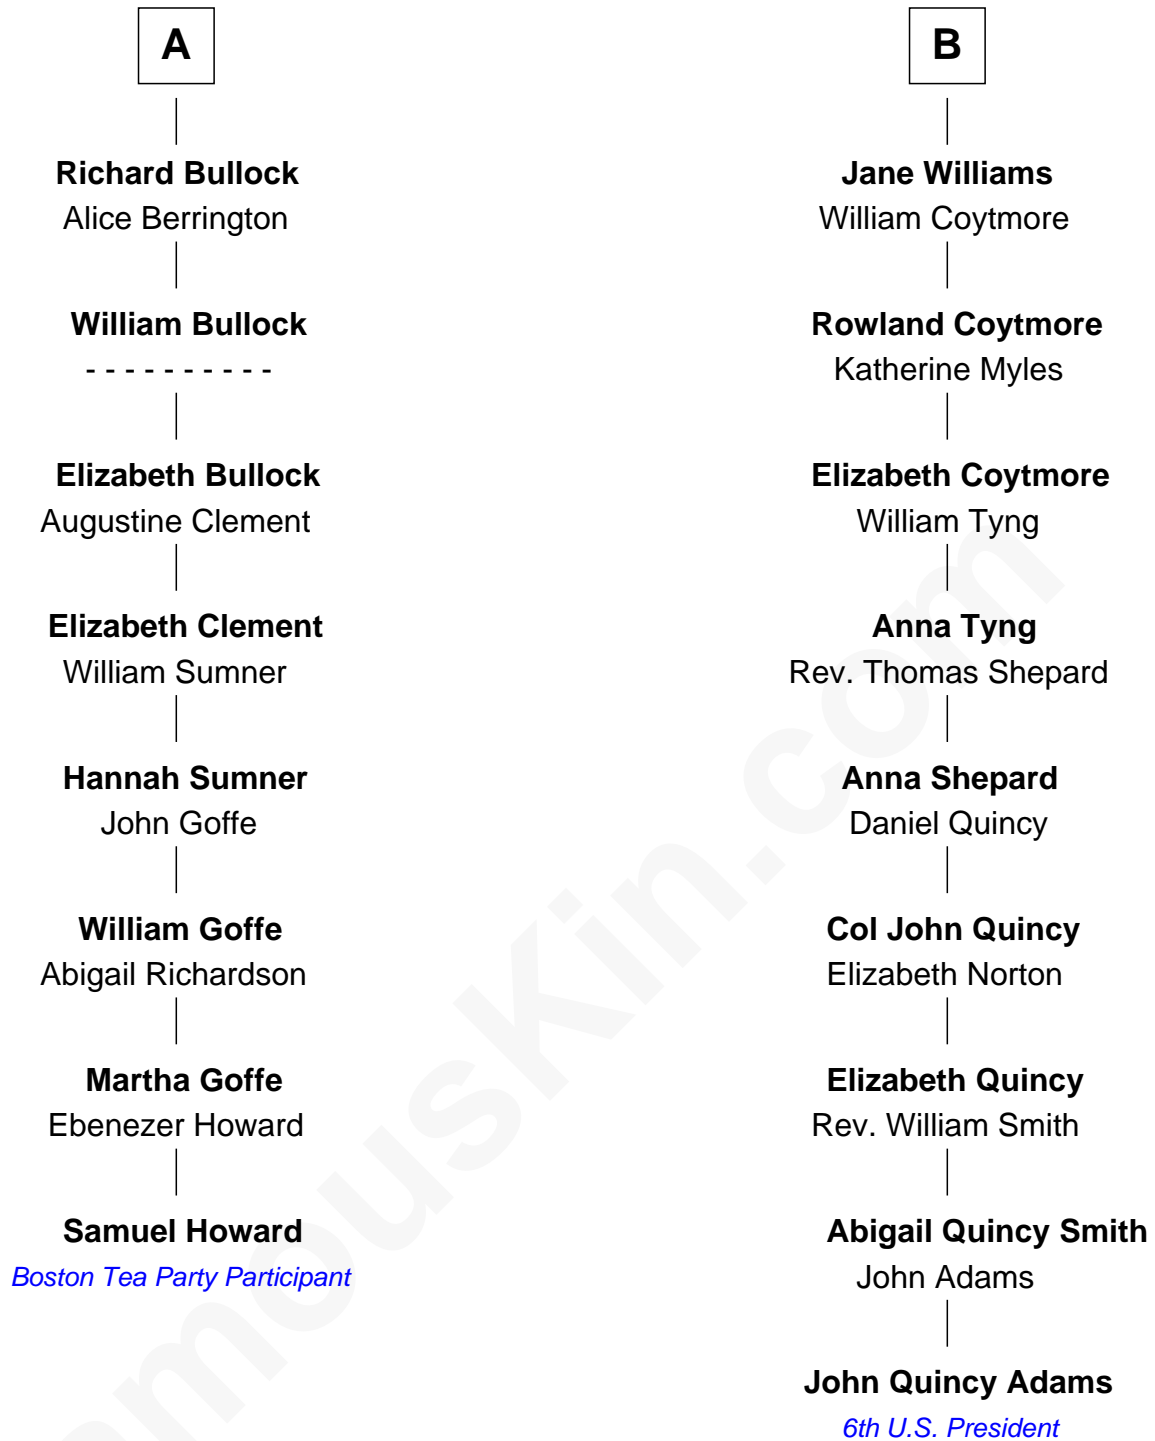 A
Richard Bullock
Alice Berrington
William Bullock
- - - - - - - - - -
Elizabeth Bullock
Augustine Clement
Elizabeth Clement
William Sumner
Hannah Sumner
John Goffe
William Goffe
Abigail Richardson
Martha Goffe
Ebenezer Howard
Samuel Howard
Boston Tea Party Participant
B
Jane Williams
William Coytmore
Rowland Coytmore
Katherine Myles
Elizabeth Coytmore
William Tyng
Anna Tyng
Rev. Thomas Shepard
Anna Shepard
Daniel Quincy
Col John Quincy
Elizabeth Norton
Elizabeth Quincy
Rev. William Smith
Abigail Quincy Smith
John Adams
John Quincy Adams
6th U.S. President
mousKin.com